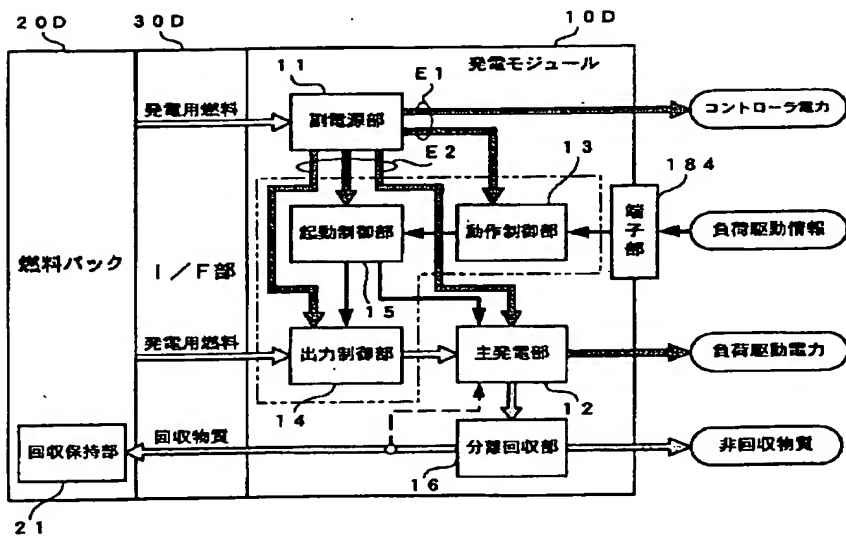 20D
30D
10D
発電モジュール
11
E1
発電用燃料
副電源部
コントローラ電力
E2
13
184
起動制御部
動作制御部
端子部
負荷駆動情報
燃料パック
I/F部
15
発電用燃料
出力制御部
主発電部
負荷駆動電力
14
12
回収物質
回収保持部
分離回収部
非回収物質
16
21